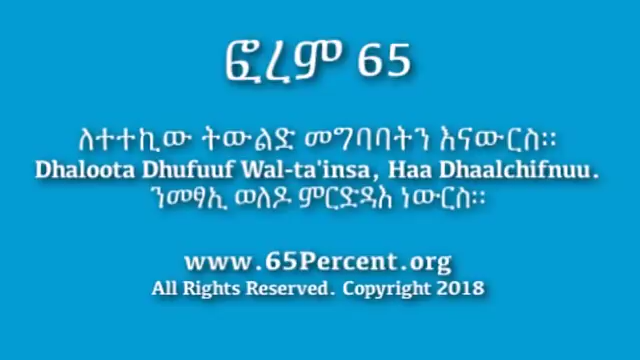 ፎረም 65
ለተተኪው ትውልድ መግባባትን እናውርስ፡፡
Dhaloota Dhufuuf Wal-ta'insa, Haa Dhaalchifnuu.
ንመፃኢ ወለዶ ምርድዳእ ነውርስ፡፡
www.65Percent.org
All Rights Reserved. Copyright 2018